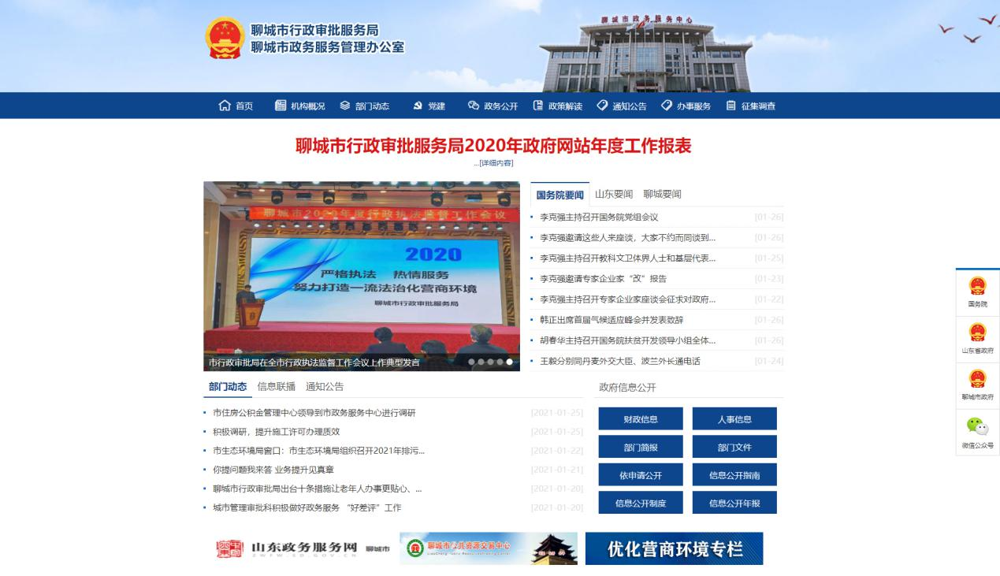 聊城市行政审批服务局
聊城市政务服务管理办公室
聊城市政务服务中心
首页 机构概况 部门动态 党建 政务公开 政策解读 通知公告 办事服务 征集调查
聊城市行政审批服务局2020年政府网站年度工作报表
...[详细内容]
聊城市2020年度行政执法监督工作会议
2020
严格执法 热情服务
努力打造一流法治化营商环境
聊城市行政审批服务局
市行政审批局在全市行政执法监督工作会议上作典型发言
国务院要闻 山东要闻 聊城要闻
李克强主持召开国务院党组会议 [01-26]
李克强邀请这些人来座谈，大家不约而同谈到... [01-26]
李克强主持召开教科文卫体界人士和基层代表... [01-25]
李克强邀请专家企业家“改”报告 [01-23]
李克强主持召开专家企业家座谈会征求对政府... [01-22]
韩正出席首届气候适应峰会并发表致辞 [01-26]
胡春华主持召开国务院扶贫开发领导小组全体... [01-26]
王毅分别同丹麦外交大臣、波兰外长通电话 [01-24]
部门动态 信息联播 通知公告
市住房公积金管理中心领导到市政务服务中心进行调研 [2021-01-25]
积极调研，提升施工许可办理质效 [2021-01-25]
市生态环境局窗口：市生态环境局组织召开2021年排污... [2021-01-22]
你提问题我来答 业务提升见真章 [2021-01-21]
聊城市行政审批局出台十条措施让老年人办事更贴心、... [2021-01-20]
城市管理审批科积极做好政务服务 “好差评”工作 [2021-01-20]
政府信息公开
财政信息 人事信息
部门简报 部门文件
依申请公开 信息公开指南
信息公开制度 信息公开年报
山东政务服务网 聊城市
ZWFW.SD.GOV.CN
聊城市公共资源交易中心
LiaoCheng Public Resources Trading Center
优化营商环境专栏
国务院
山东省政府
聊城市政府
微信公众号